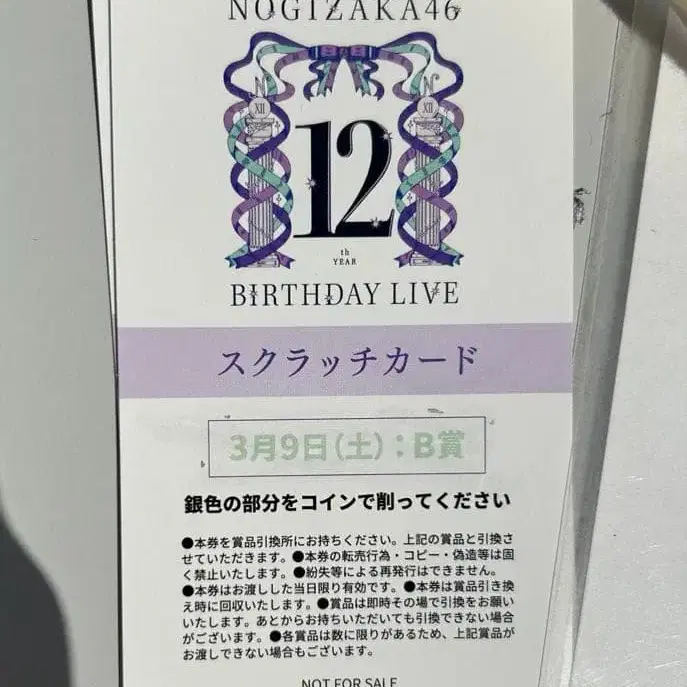 NOGIZAKA46
N
N
XII
XII
12
th
YEAR
BIRTHDAY LIVE
スクラッチカード
3月9日(土):B賞
銀色の部分をコインで削ってください
●本券を賞品引換所にお持ちください。上記の賞品と引換さ
せていただきます。●本券の転売行為・コピー・偽造等は固
く禁止いたします。●紛失等による再発行はできません。
●本券はお渡しした当日限り有効です。●本券は賞品引き換
え時に回収いたします。●賞品は即時その場で引換をお願い
いたします。あとからお持ちいただいても引換できない場合
がございます。●各賞品は数に限りがあるため、上記賞品が
お渡しできない場合もございます。
NOT FOR SALE